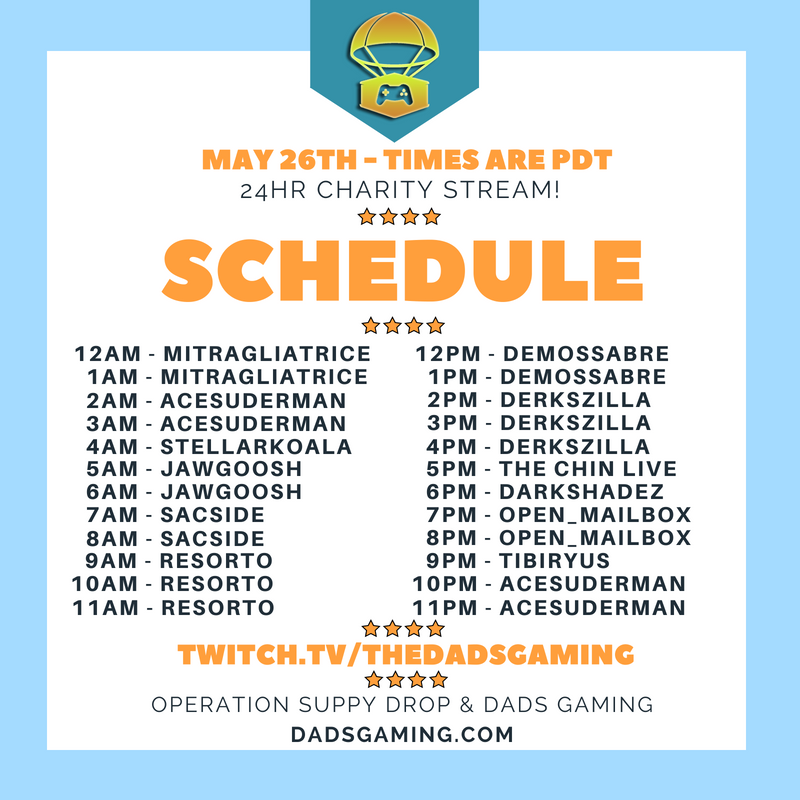 MAY 26TH - TIMES ARE PDT
24HR CHARITY STREAM!
SCHEDULE
12AM - MITRAGLIATRICE
1AM - MITRAGLIATRICE
2AM - ACESUDERMAN
3AM - ACESUDERMAN
4AM - STELLARKOALA
5AM - JAWGOOSH
6AM - JAWGOOSH
7AM - SACSIDE
8AM - SACSIDE
9AM - RESORTO
10AM - RESORTO
11AM - RESORTO
12PM - DEMOSSABRE
1PM - DEMOSSABRE
2PM - DERKSZILLA
3PM - DERKSZILLA
4PM - DERKSZILLA
5PM - THE CHIN LIVE
6PM - DARKSHADEZ
7PM - OPEN_MAILBOX
8PM - OPEN_MAILBOX
9PM - TIBIRYUS
10PM - ACESUDERMAN
11PM - ACESUDERMAN
TWITCH.TV/THEDADSGAMING
OPERATION SUPPY DROP & DADS GAMING
DADSGAMING.COM